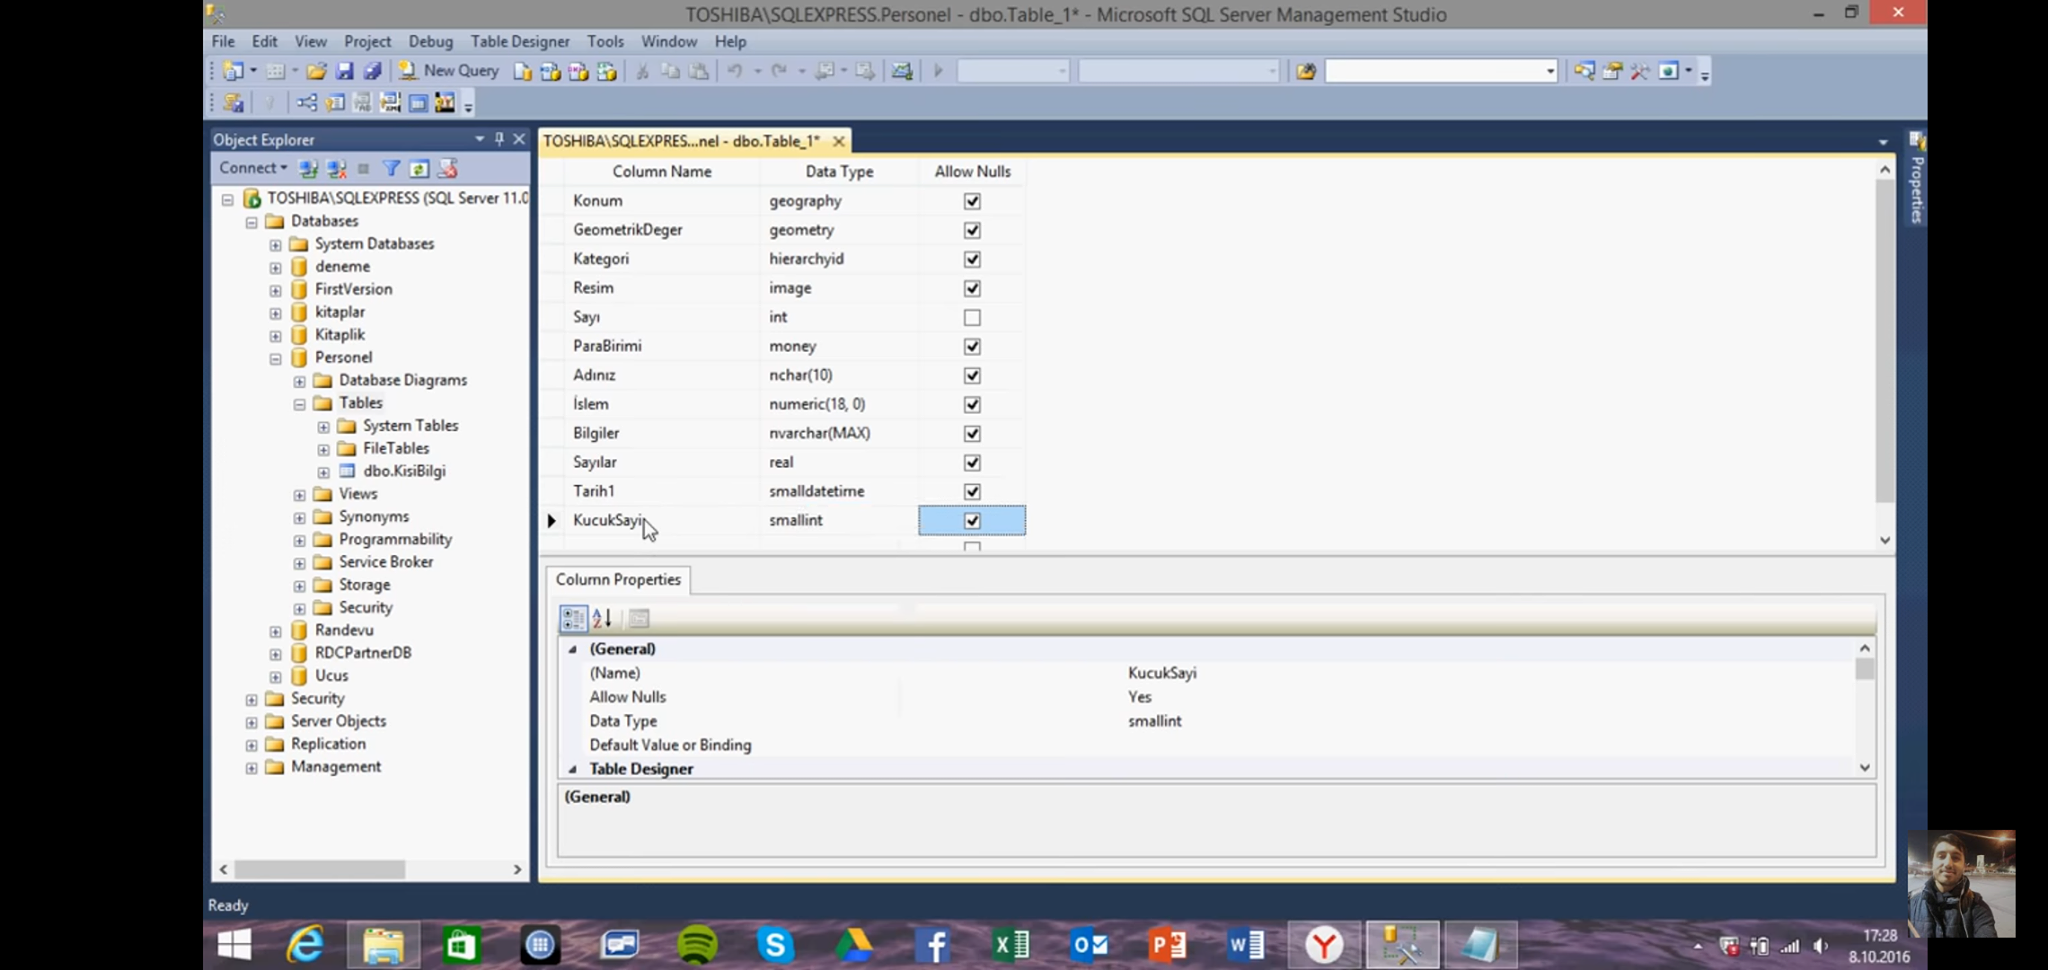 TOSHIBA\SQLEXPRESS.Personel - dbo.Table_1* - Microsoft SQL Server Management Studio
File Edit View Project Debug Table Designer Tools Window Help
New Query
Object Explorer
Connect
TOSHIBA\SQLEXPRESS (SQL Server 11.0
Databases
System Databases
deneme
FirstVersion
kitaplar
Kitaplik
Personel
Database Diagrams
Tables
System Tables
FileTables
dbo.KisiBilgi
Views
Synonyms
Programmability
Service Broker
Storage
Security
Randevu
RDCPartnerDB
Ucus
Security
Server Objects
Replication
Management
TOSHIBA\SQLEXPRES...nel - dbo.Table_1*
Column Name Data Type Allow Nulls
Konum geography
GeometrikDeger geometry
Kategori hierarchyid
Resim image
Sayı int
ParaBirimi money
Adınız nchar(10)
İslem numeric(18, 0)
Bilgiler nvarchar(MAX)
Sayılar real
Tarih1 smalldatetime
KucukSayi smallint
Column Properties
(General)
(Name) KucukSayi
Allow Nulls Yes
Data Type smallint
Default Value or Binding
Table Designer
(General)
Properties
Ready
17:28
8.10.2016